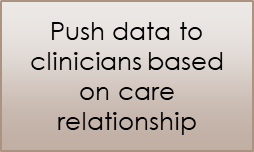 Push data to
clinicians based
on care
relationship